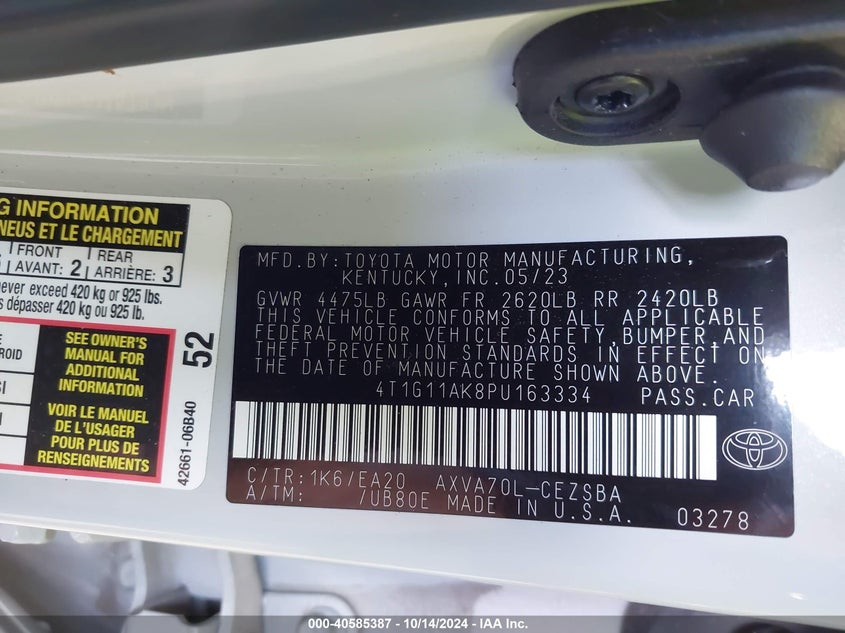 G INFORMATION
NEUS ET LE CHARGEMENT
FRONT
REAR
AVANT: 2
ARRIÈRE: 3
never exceed 420 kg or 925 lbs.
dépasser 420 kg ou 925 lb.
SEE OWNER'S
MANUAL FOR
ADDITIONAL
INFORMATION
VOIR LE MANUEL
DE L'USAGER
POUR PLUS DE
RENSEIGNEMENTS
52
42661-06B40
MFD.BY:TOYOTA MOTOR MANUFACTURING,
KENTUCKY,INC.05/23
GVWR 4475LB GAWR FR 2620LB RR 2420LB
THIS VEHICLE CONFORMS TO ALL APPLICABLE
FEDERAL MOTOR VEHICLE SAFETY,BUMPER,AND
THEFT PREVENTION STANDARDS IN EFFECT ON
THE DATE OF MANUFACTURE SHOWN ABOVE.
4T1G11AK8PU163334 PASS.CAR
C/TR:1K6/EA20 AXVA70L-CEZSBA
A/TM: /UB80E MADE IN U.S.A. 03278
TOYOTA
000-40585387 - 10/14/2024 - IAA Inc.